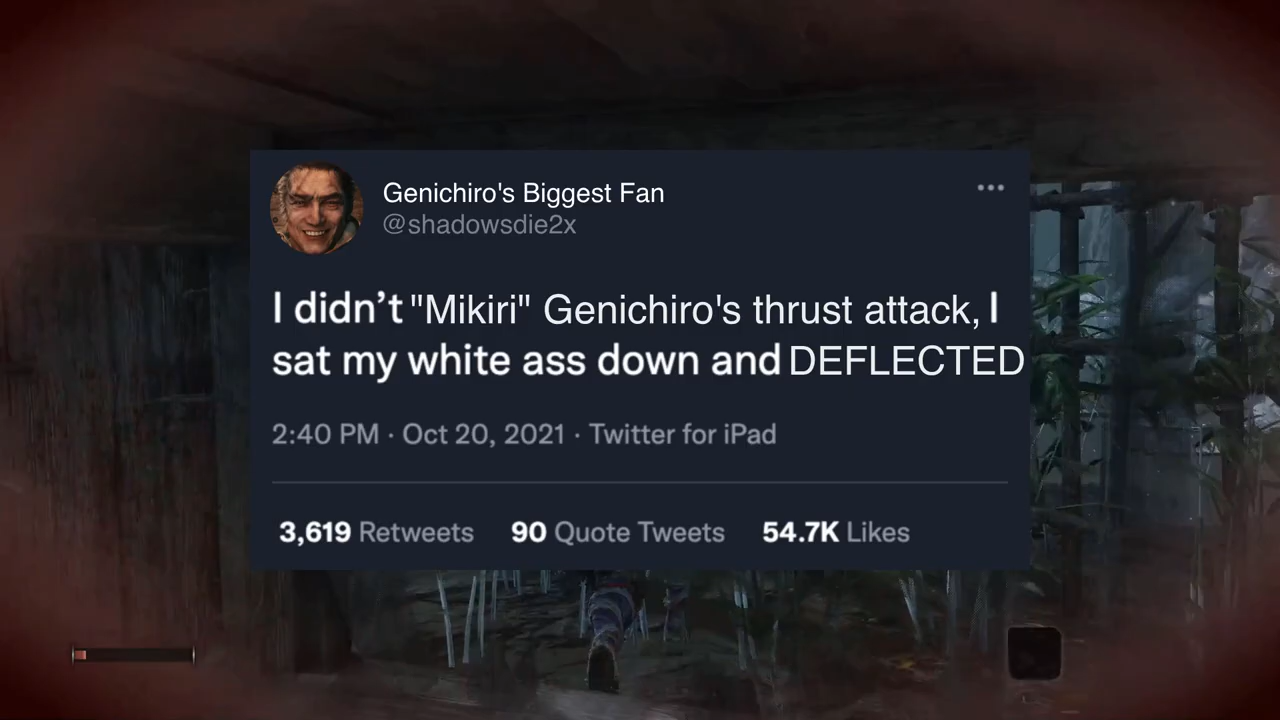 Genichiro's Biggest Fan
@shadowsdie2x
I didn’t "Mikiri" Genichiro's thrust attack, I
sat my white ass down and DEFLECTED
2:40 PM · Oct 20, 2021 · Twitter for iPad
3,619 Retweets 90 Quote Tweets 54.7K Likes